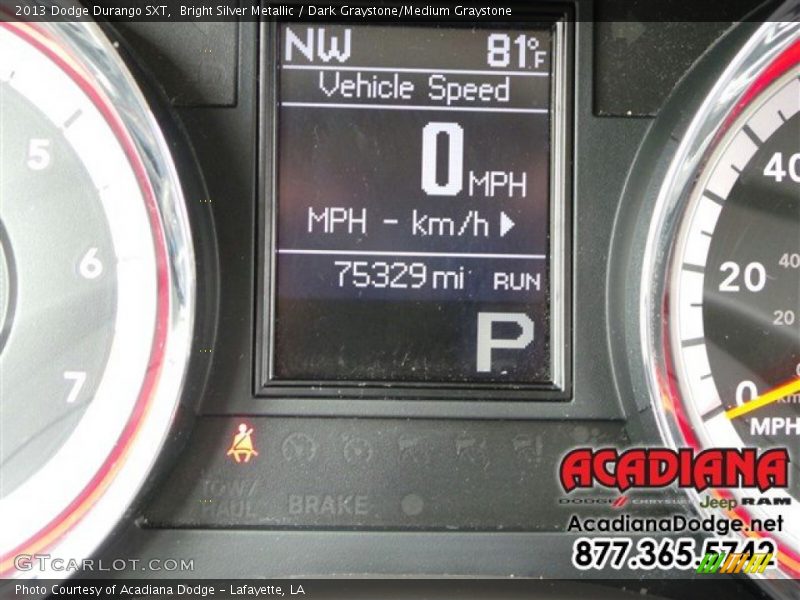 2013 Dodge Durango SXT,  Bright Silver Metallic / Dark Graystone/Medium Graystone
NW 81°F
Vehicle Speed
0 MPH
MPH - km/h
75329 mi RUN
P
5
6
7
40
20
0
40
20
km/
MPH
TOW/
HAUL
BRAKE
ACADIANA
DODGE CHRYSLER Jeep RAM
AcadianaDodge.net
877.365.5742
GTCARLOT.COM
Photo Courtesy of Acadiana Dodge - Lafayette, LA